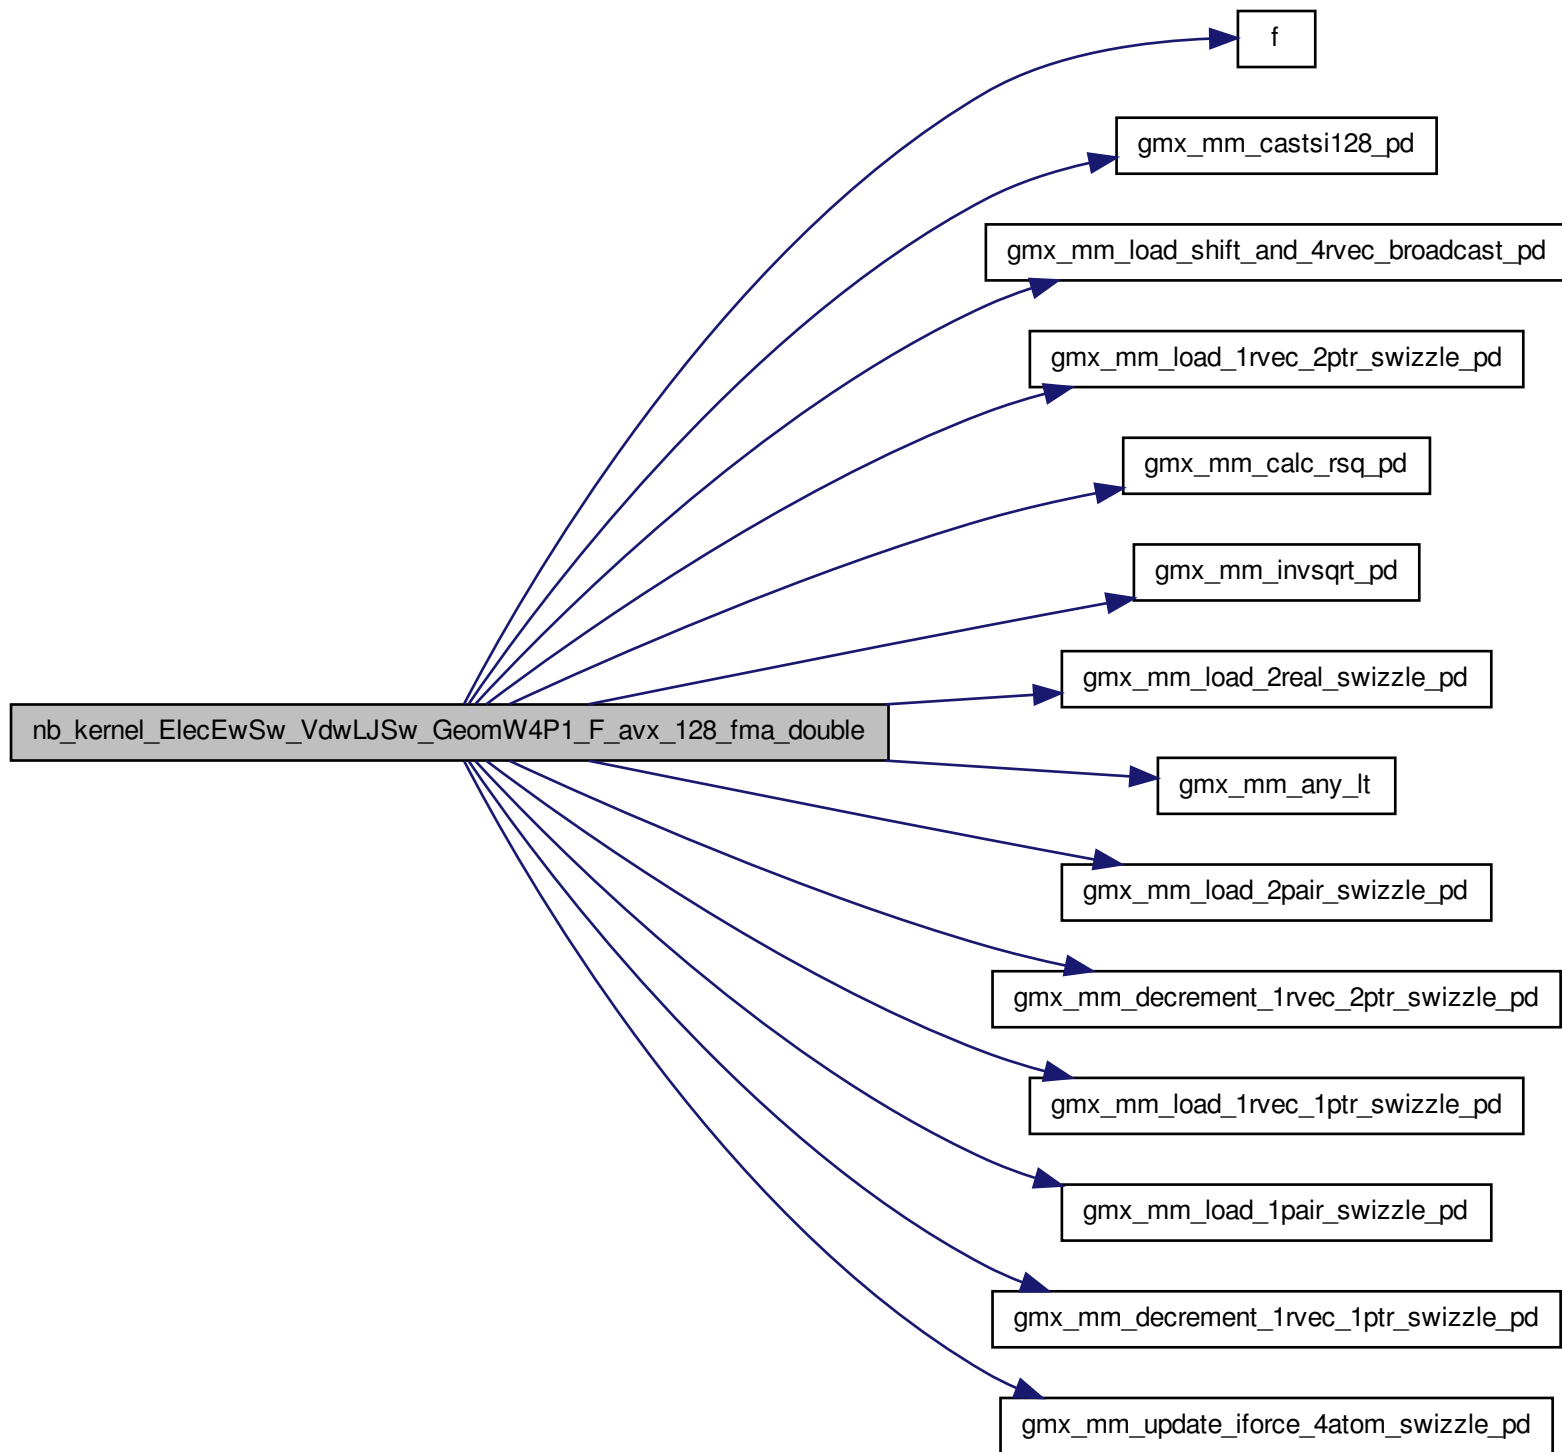 f
gmx_mm_castsi128_pd
gmx_mm_load_shift_and_4rvec_broadcast_pd
gmx_mm_load_1rvec_2ptr_swizzle_pd
gmx_mm_calc_rsq_pd
gmx_mm_invsqrt_pd
gmx_mm_load_2real_swizzle_pd
nb_kernel_ElecEwSw_VdwLJSw_GeomW4P1_F_avx_128_fma_double
gmx_mm_any_lt
gmx_mm_load_2pair_swizzle_pd
gmx_mm_decrement_1rvec_2ptr_swizzle_pd
gmx_mm_load_1rvec_1ptr_swizzle_pd
gmx_mm_load_1pair_swizzle_pd
gmx_mm_decrement_1rvec_1ptr_swizzle_pd
gmx_mm_update_iforce_4atom_swizzle_pd